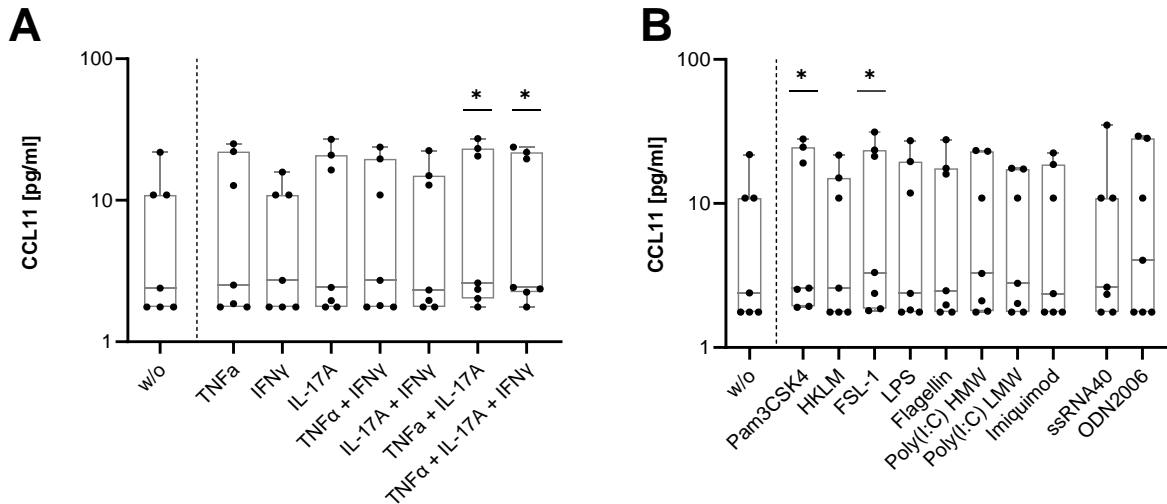 A
CCL11 [pg/ml]
100
10
1
* *
w/o
TNFa
IFNγ
IL-17A
TNFα + IFNγ
IL-17A + IFNγ
TNFa + IL-17A
TNFα + IL-17A + IFNγ
B
CCL11 [pg/ml]
100
10
1
* *
w/o
Pam3CSK4
HKLM
FSL-1
LPS
Flagellin
Poly(I:C) HMW
Poly(I:C) LMW
Imiquimod
ssRNA40
ODN2006